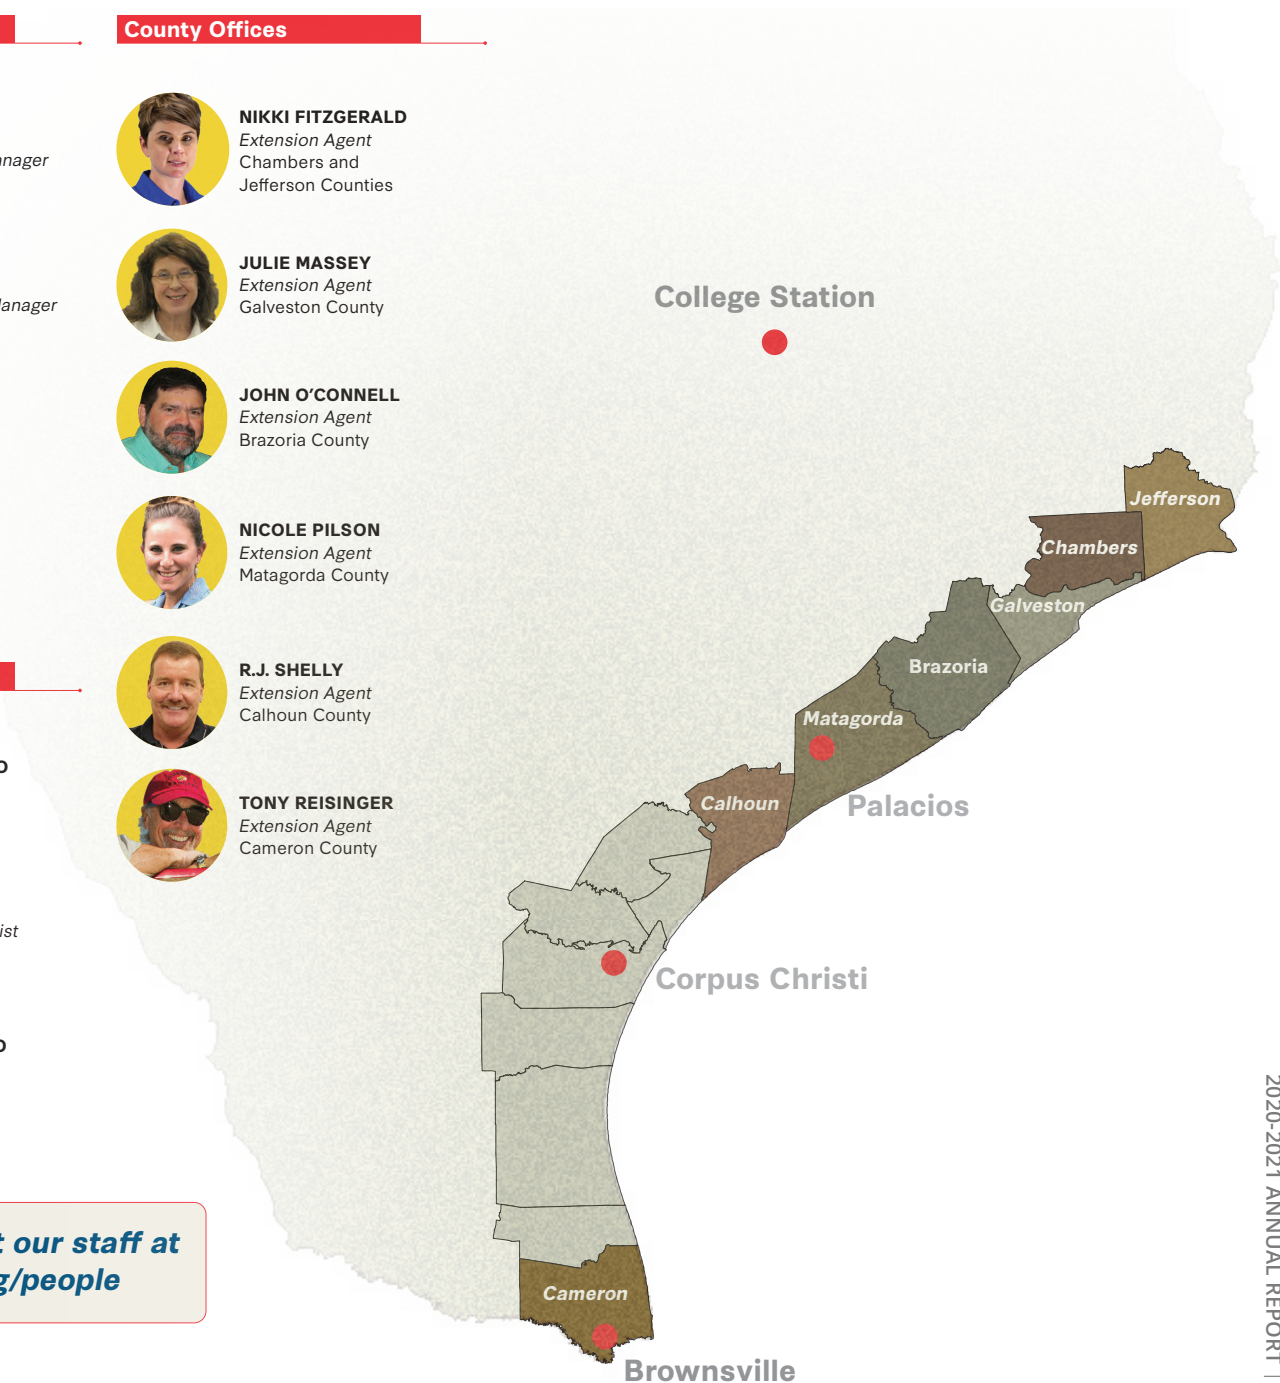 County Offices
NIKKI FITZGERALD
Extension Agent
Chambers and
Jefferson Counties
JULIE MASSEY
Extension Agent
Galveston County
JOHN O’CONNELL
Extension Agent
Brazoria County
NICOLE PILSON
Extension Agent
Matagorda County
R.J. SHELLY
Extension Agent
Calhoun County
TONY REISINGER
Extension Agent
Cameron County
College Station
Jefferson
Chambers
Galveston
Brazoria
Matagorda
Palacios
Calhoun
Corpus Christi
Cameron
Brownsville
our staff at
/people
2020-2021 ANNUAL REPORT |